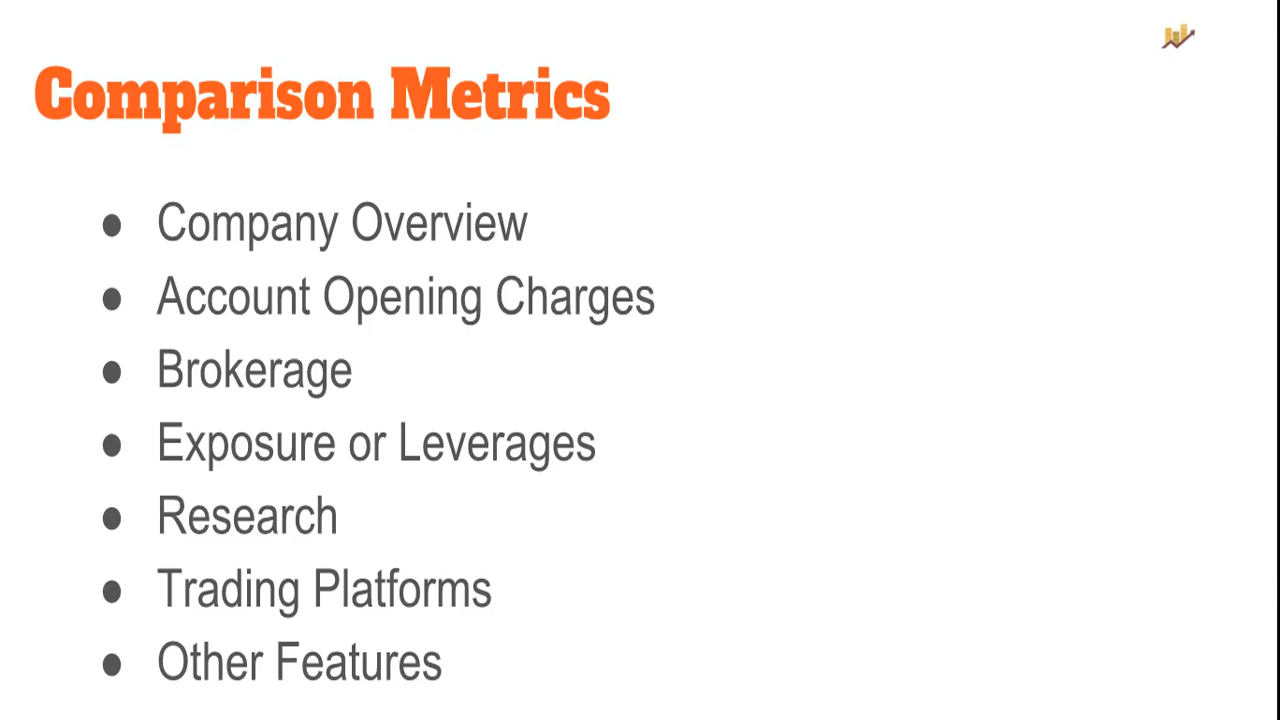 Comparison Metrics
● Company Overview
● Account Opening Charges
● Brokerage
● Exposure or Leverages
● Research
● Trading Platforms
● Other Features